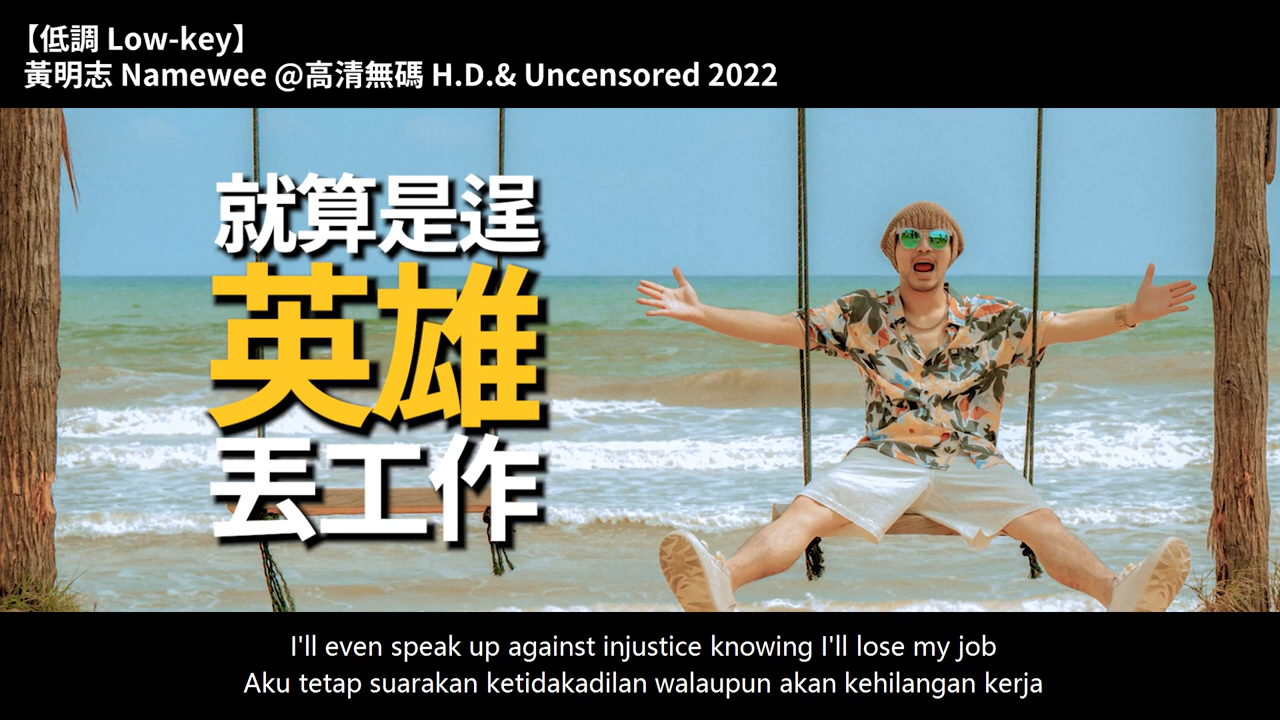 【低調 Low-key】
黃明志 Namewee @高清無碼 H.D.& Uncensored 2022
就算是逞
英雄
丟工作
I'll even speak up against injustice knowing I'll lose my job
Aku tetap suarakan ketidakadilan walaupun akan kehilangan kerja